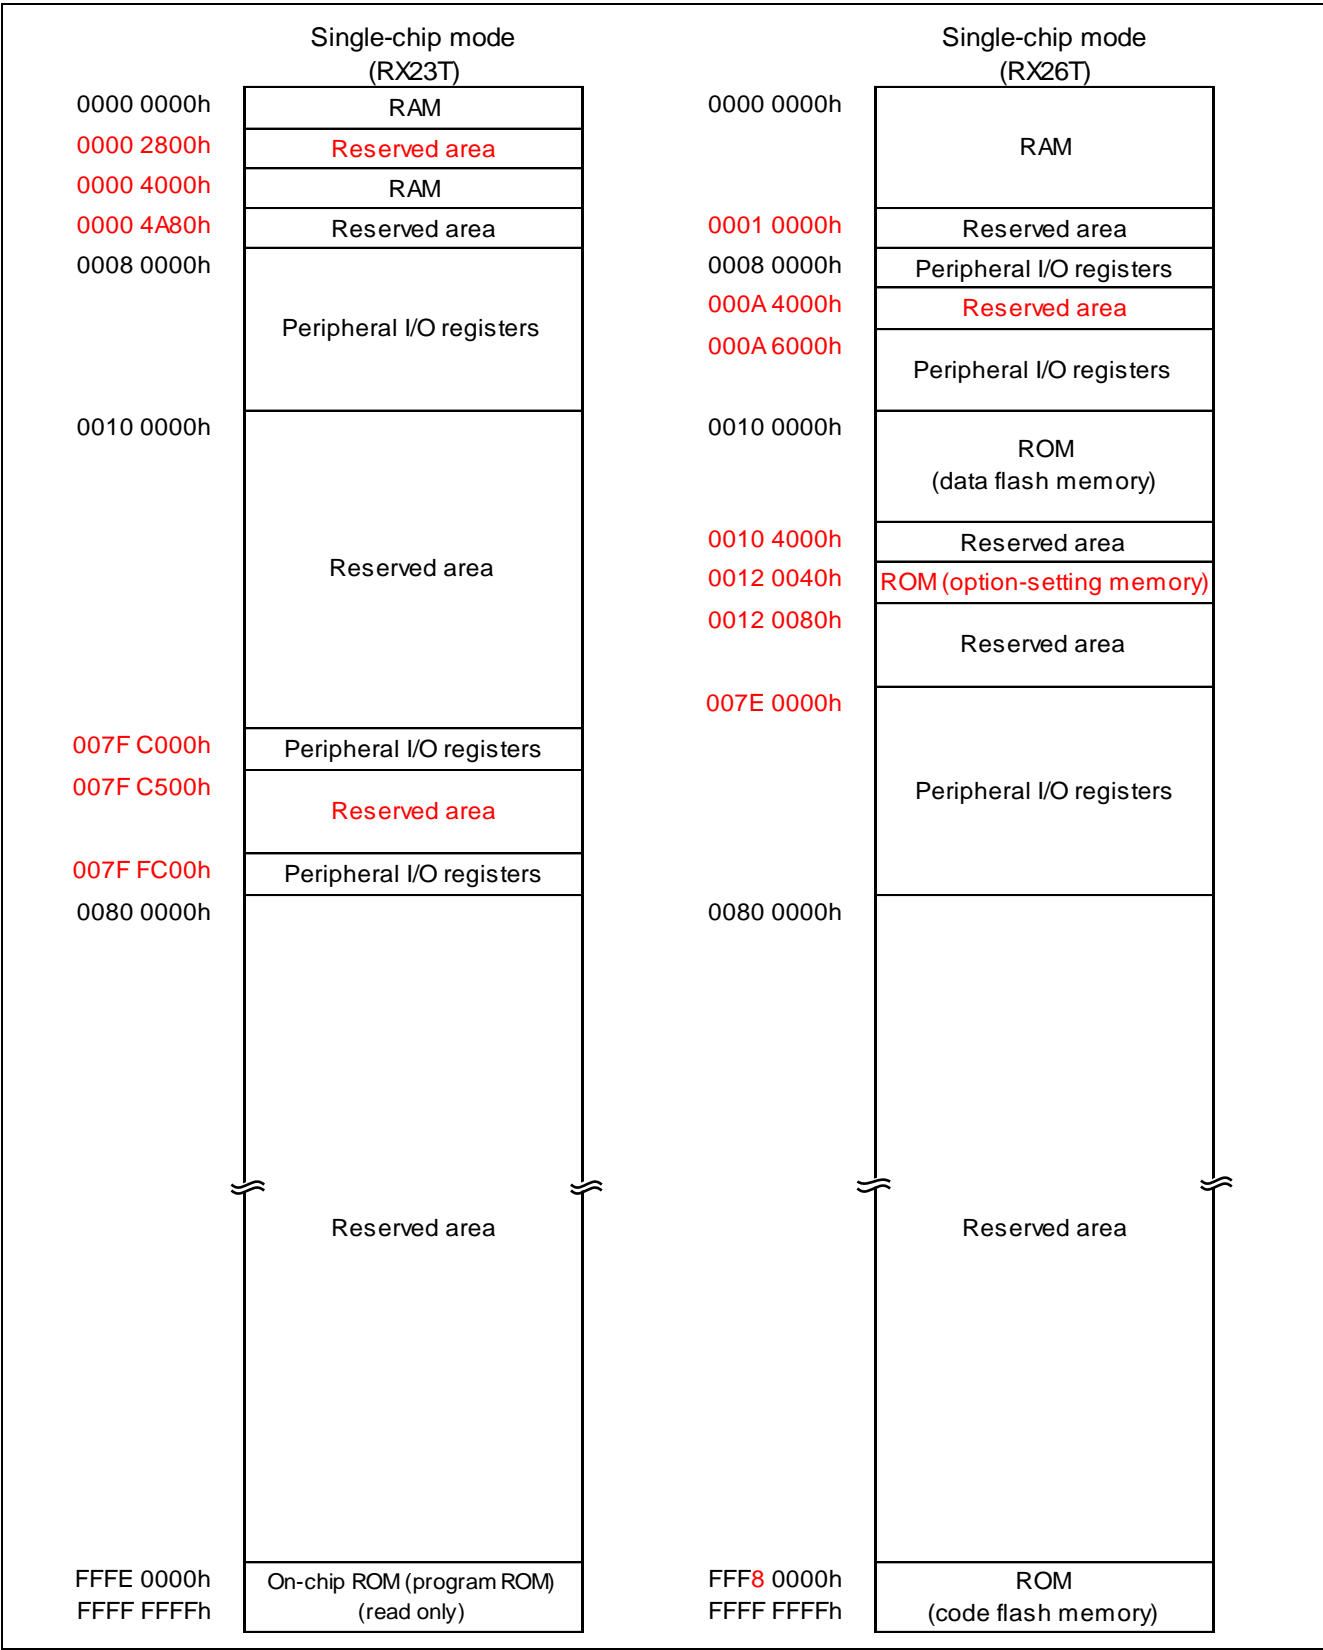 Single-chip mode
(RX23T)
0000 0000h
RAM
0000 2800h
Reserved area
0000 4000h
RAM
0000 4A80h
Reserved area
0008 0000h
Peripheral I/O registers
0010 0000h
Reserved area
007F C000h
Peripheral I/O registers
007F C500h
Reserved area
007F FC00h
Peripheral I/O registers
0080 0000h
Reserved area
FFFE 0000h
FFFF FFFFh
On-chip ROM (program ROM)
(read only)
Single-chip mode
(RX26T)
0000 0000h
RAM
0001 0000h
Reserved area
0008 0000h
Peripheral I/O registers
000A 4000h
Reserved area
000A 6000h
Peripheral I/O registers
0010 0000h
ROM
(data flash memory)
0010 4000h
Reserved area
0012 0040h
ROM (option-setting memory)
0012 0080h
Reserved area
007E 0000h
Peripheral I/O registers
0080 0000h
Reserved area
FFF8 0000h
FFFF FFFFh
ROM
(code flash memory)